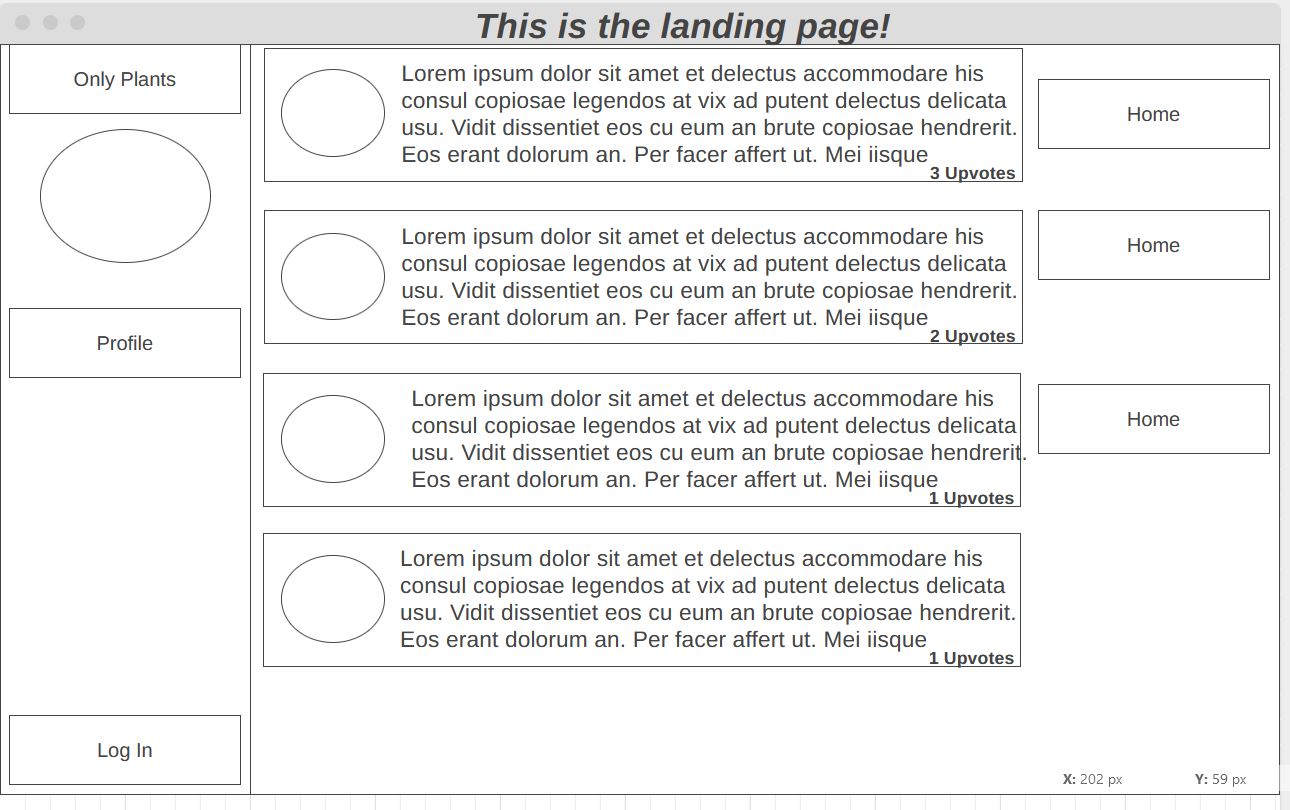 This is the landing page!
Only Plants
Profile
Log In
Lorem ipsum dolor sit amet et delectus accommodare his
consul copiosae legendos at vix ad putent delectus delicata
usu. Vidit dissentiet eos cu eum an brute copiosae hendrerit.
Eos erant dolorum an. Per facer affert ut. Mei iisque
3 Upvotes
Lorem ipsum dolor sit amet et delectus accommodare his
consul copiosae legendos at vix ad putent delectus delicata
usu. Vidit dissentiet eos cu eum an brute copiosae hendrerit.
Eos erant dolorum an. Per facer affert ut. Mei iisque
2 Upvotes
Lorem ipsum dolor sit amet et delectus accommodare his
consul copiosae legendos at vix ad putent delectus delicata
usu. Vidit dissentiet eos cu eum an brute copiosae hendrerit.
Eos erant dolorum an. Per facer affert ut. Mei iisque
1 Upvotes
Lorem ipsum dolor sit amet et delectus accommodare his
consul copiosae legendos at vix ad putent delectus delicata
usu. Vidit dissentiet eos cu eum an brute copiosae hendrerit.
Eos erant dolorum an. Per facer affert ut. Mei iisque
1 Upvotes
Home
Home
Home
X: 202 px Y: 59 px